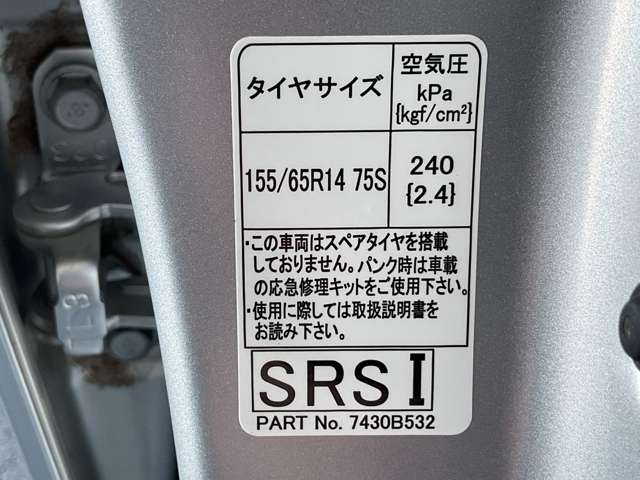 タイヤサイズ
空気圧
kPa
{kgf/cm²}
155/65R14 75S
240
{2.4}
・この車両はスペアタイヤを搭載
しておりません。パンク時は車載
の応急修理キットをご使用下さい。
・使用に際しては取扱説明書を
お読み下さい。
SRS I
PART No. 7430B532